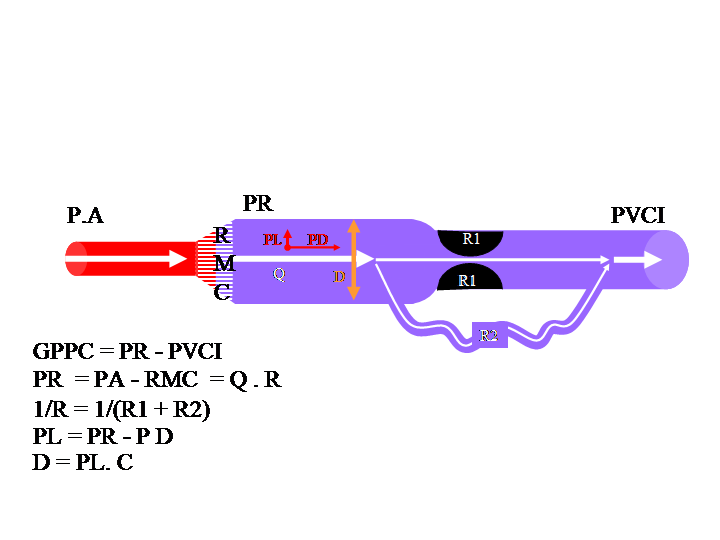 P.A
PR
PVCI
R
M
C
PL
PD
Q
D
R1
R1
R2
GPPC = PR - PVCI
PR = PA - RMC = Q . R
1/R = 1/(R1 + R2)
PL = PR - P D
D = PL. C